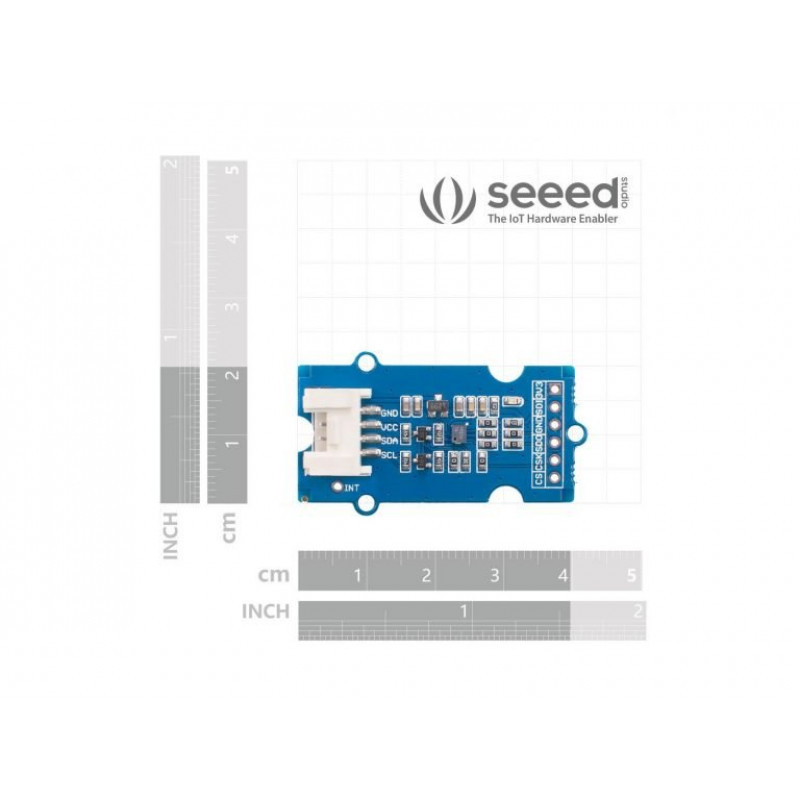 seeed
studio
The IoT Hardware Enabler
2
1
INCH
5
4
3
2
1
cm
GND
VCC
SDA
SCL
INT
3V3
SDI
GND
SDO
CSK
CS
cm 1 2 3 4 5
INCH 1 2